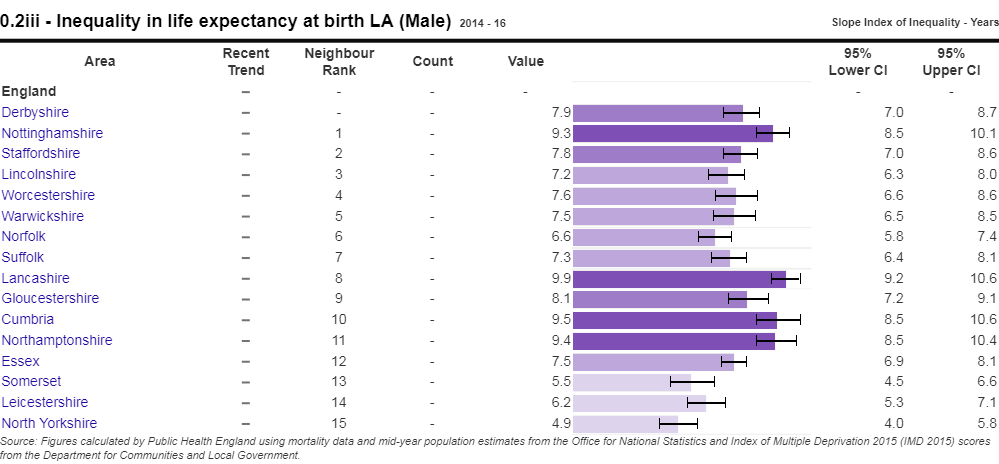 0.2iii - Inequality in life expectancy at birth LA (Male) 2014 - 16 Slope Index of Inequality - Years
Area Recent Trend Neighbour Rank Count Value 95% Lower CI 95% Upper CI
England – - - - - -
Derbyshire – - - 7.9 7.0 8.7
Nottinghamshire – 1 - 9.3 8.5 10.1
Staffordshire – 2 - 7.8 7.0 8.6
Lincolnshire – 3 - 7.2 6.3 8.0
Worcestershire – 4 - 7.6 6.6 8.6
Warwickshire – 5 - 7.5 6.5 8.5
Norfolk – 6 - 6.6 5.8 7.4
Suffolk – 7 - 7.3 6.4 8.1
Lancashire – 8 - 9.9 9.2 10.6
Gloucestershire – 9 - 8.1 7.2 9.1
Cumbria – 10 - 9.5 8.5 10.6
Northamptonshire – 11 - 9.4 8.5 10.4
Essex – 12 - 7.5 6.9 8.1
Somerset – 13 - 5.5 4.5 6.6
Leicestershire – 14 - 6.2 5.3 7.1
North Yorkshire – 15 - 4.9 4.0 5.8
Source: Figures calculated by Public Health England using mortality data and mid-year population estimates from the Office for National Statistics and Index of Multiple Deprivation 2015 (IMD 2015) scores
from the Department for Communities and Local Government.